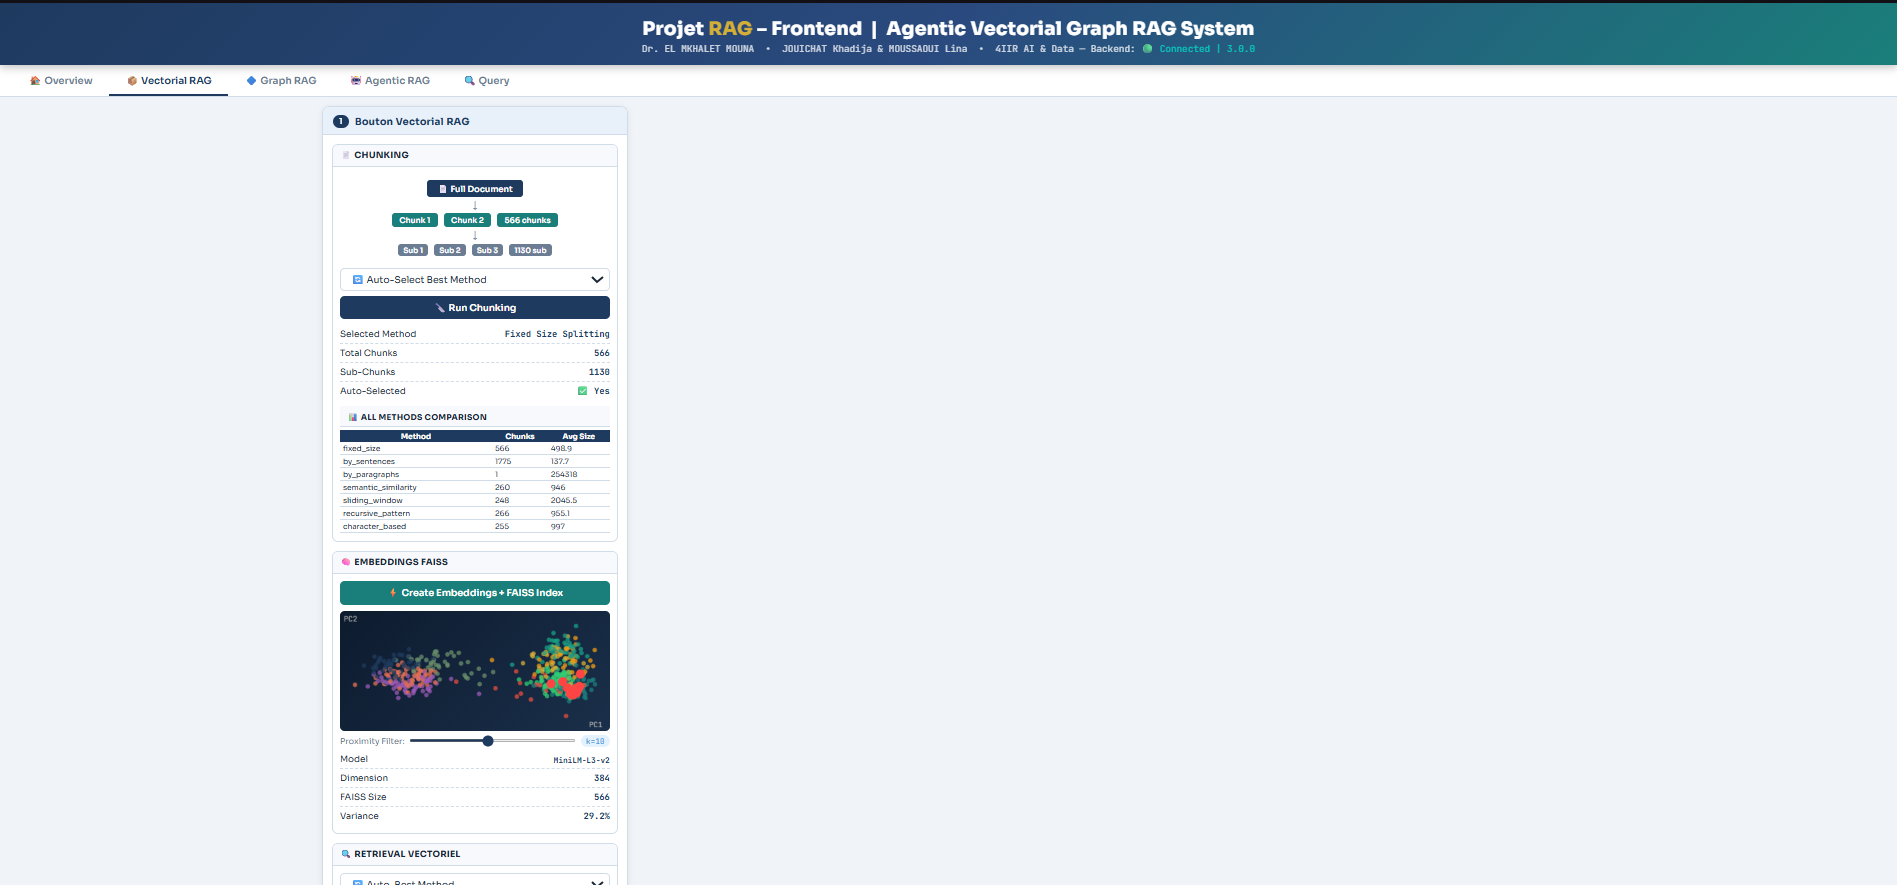 Projet RAG – Frontend | Agentic Vectorial Graph RAG System
Dr. EL MKHALET MOUNA • JOUICHAT Khadija & MOUSSAOUI Lina • 4IIR AI & Data — Backend: Connected | 3.0.0
Overview Vectorial RAG Graph RAG Agentic RAG Query
1 Bouton Vectorial RAG
CHUNKING
Full Document
↓
Chunk 1 Chunk 2 566 chunks
↓
Sub 1 Sub 2 Sub 3 1130 sub
Auto-Select Best Method
Run Chunking
Selected Method Fixed Size Splitting
Total Chunks 566
Sub-Chunks 1130
Auto-Selected Yes
ALL METHODS COMPARISON
Method Chunks Avg Size
fixed_size 566 498.9
by_sentences 1775 137.7
by_paragraphs 1 254318
semantic_similarity 260 946
sliding_window 248 2045.5
recursive_pattern 266 955.1
character_based 255 997
EMBEDDINGS FAISS
Create Embeddings + FAISS Index
PC2
PC1
Proximity Filter: k=10
Model MiniLM-L3-v2
Dimension 384
FAISS Size 566
Variance 29.2%
RETRIEVAL VECTORIEL
Auto-Best Method